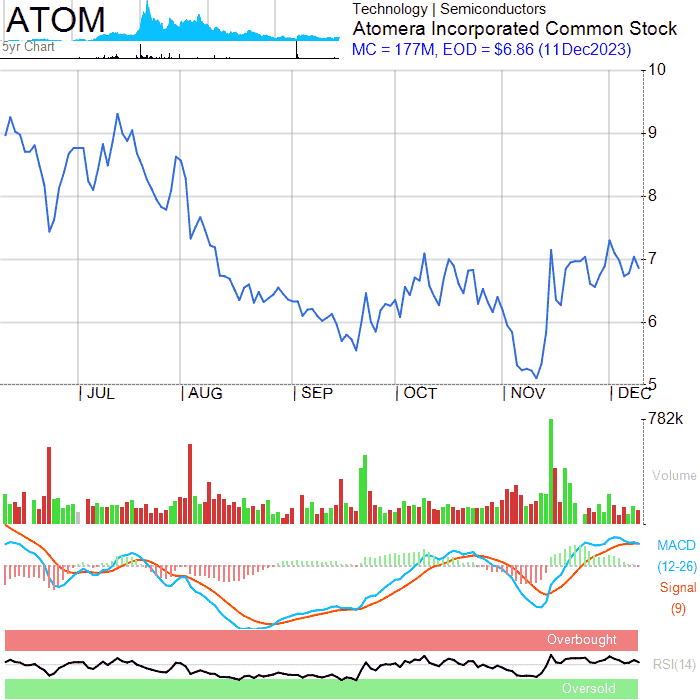 ATOM
5yr Chart
Technology | Semiconductors
Atomera Incorporated Common Stock
MC = 177M, EOD = $6.86 (11Dec2023)
10
9
8
7
6
5
JUL AUG SEP OCT NOV DEC
782k
Volume
MACD
(12-26)
Signal
(9)
Overbought
RSI(14)
Oversold